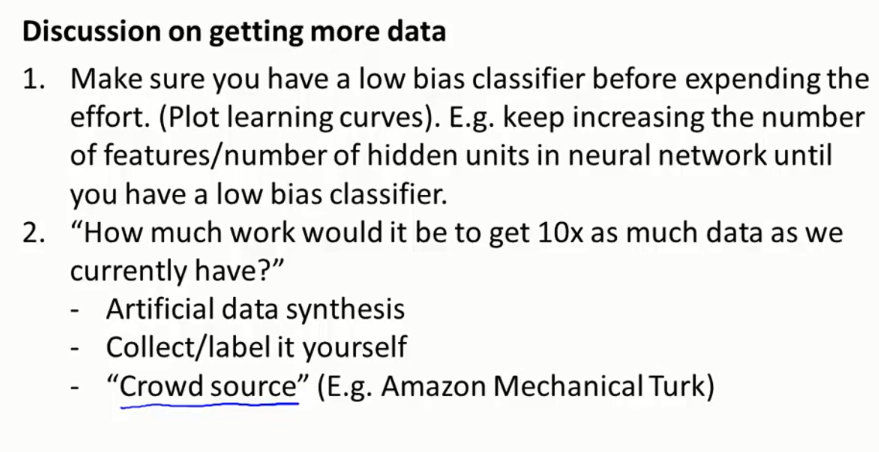 Discussion on getting more data
1. Make sure you have a low bias classifier before expending the
effort. (Plot learning curves). E.g. keep increasing the number
of features/number of hidden units in neural network until
you have a low bias classifier.
2. “How much work would it be to get 10x as much data as we
currently have?”
- Artificial data synthesis
- Collect/label it yourself
- “Crowd source” (E.g. Amazon Mechanical Turk)